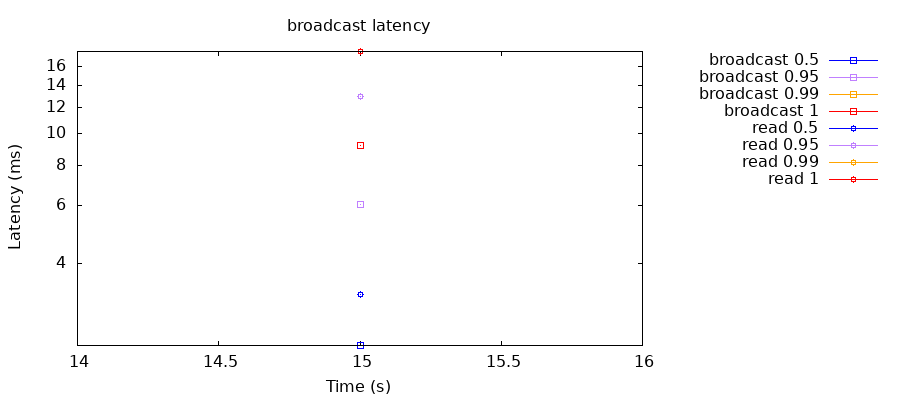 broadcast latency
16
14
12
10
8
6
4
Latency (ms)
14
14.5
15
15.5
16
Time (s)
broadcast 0.5
broadcast 0.95
broadcast 0.99
broadcast 1
read 0.5
read 0.95
read 0.99
read 1